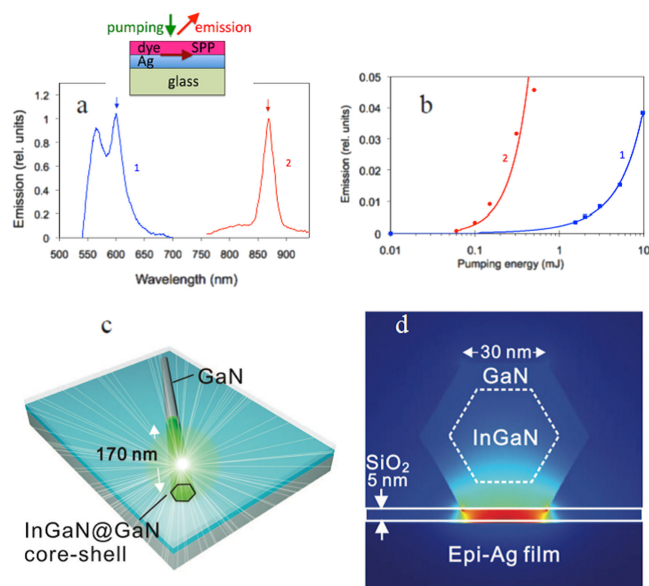 pumping emission
dye SPP
Ag
glass
a
Emission (rel. units)
1.2
1.0
0.8
0.6
0.4
0.2
0
1
2
500 550 600 650 700 750 800 850 900
Wavelength (nm)
b
Emission (rel. units)
0.05
0.04
0.03
0.02
0.01
0
2
1
0.01 0.1 1 10
Pumping energy (mJ)
c
GaN
170 nm
InGaN@GaN
core-shell
d
30 nm
GaN
InGaN
SiO2
5 nm
Epi-Ag film